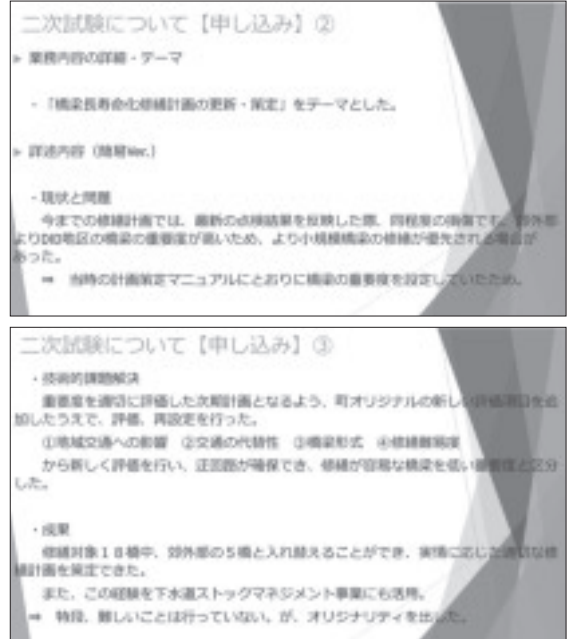 二次試験について【申し込み】②
▶ 業務内容の詳細・テーマ
・「橋梁長寿命化修繕計画の更新・策定」をテーマとした。
▶ 詳述内容（簡易Ver.）
・現状と問題
今までの修繕計画では、最新の点検結果を反映した際、同程度の損傷です 郊外部
よりDID地区の橋梁の重要度が高いため、より小規模橋梁の修繕が優先される場合が
あった。
⇒ 当時の計画策定マニュアルにとおりに橋梁の重要度を設定していたため。
二次試験について【申し込み】③
・技術的課題解決
重要度を適切に評価した次期計画となるよう、町オリジナルの新しい評価項目を追
加したうえで、評価、再設定を行った。
①地域交通への影響 ②交通の代替性 ③橋梁形式 ④修繕難易度
から新しく評価を行い、迂回路が確保でき、修繕が容易な橋梁を低い重要度と区分
した。
・成果
修繕対象１８橋中、郊外部の５橋と入れ替えることができ、実情に応じた適切な修
繕計画を策定できた。
また、この経験を下水道ストックマネジメント事業にも活用。
⇒ 特段、難しいことは行っていない。が、オリジナリティを出した。